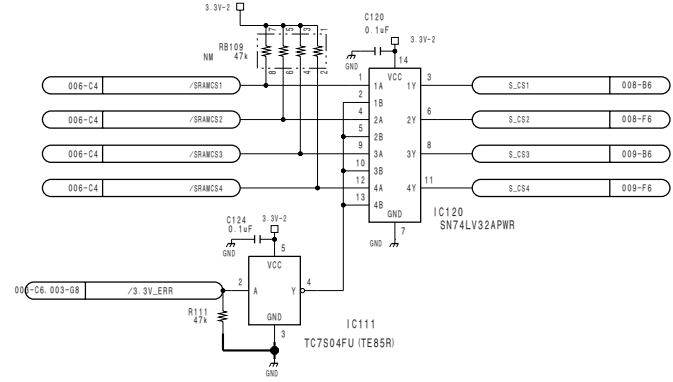 3.3V-2
C120
0.1uF
3.3V-2
RB109
NM 47k
7 5 3 1
8 6 4 2
GND
14
VCC
006-C4 /SRAMCS1 1 1A 1Y 3 S_CS1 008-B6
2 1B
006-C4 /SRAMCS2 4 2A 2Y 6 S_CS2 008-F6
5 2B
006-C4 /SRAMCS3 9 3A 3Y 8 S_CS3 009-B6
10 3B
006-C4 /SRAMCS4 12 4A 4Y 11 S_CS4 009-F6
13 4B
GND
7
GND
IC120
SN74LV32APWR
C124
0.1uF
3.3V-2
GND
5
VCC
003-G8 /3.3V_ERR 2 A Y 4
R111
47k
GND
3
IC111
TC7S04FU(TE85R)
GND